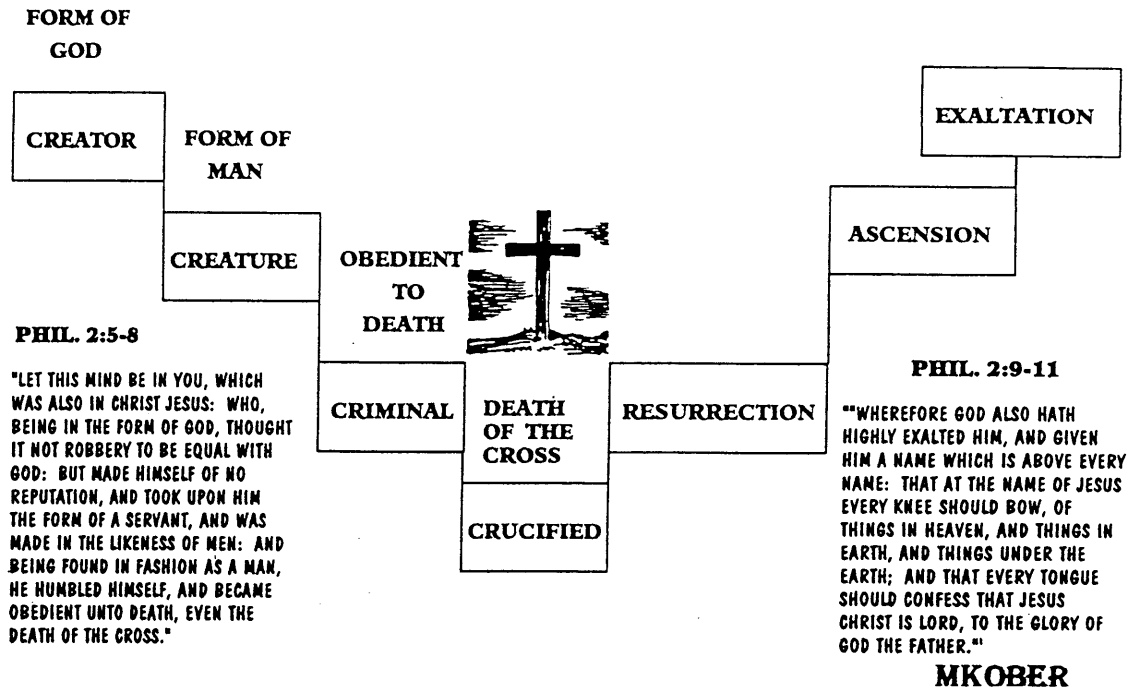 FORM OF
GOD
CREATOR
FORM OF
MAN
CREATURE
OBEDIENT
TO
DEATH
CRIMINAL
DEATH
OF THE
CROSS
CRUCIFIED
RESURRECTION
ASCENSION
EXALTATION
PHIL. 2:5-8
"LET THIS MIND BE IN YOU, WHICH
WAS ALSO IN CHRIST JESUS: WHO,
BEING IN THE FORM OF GOD, THOUGHT
IT NOT ROBBERY TO BE EQUAL WITH
GOD: BUT MADE HIMSELF OF NO
REPUTATION, AND TOOK UPON HIM
THE FORM OF A SERVANT, AND WAS
MADE IN THE LIKENESS OF MEN: AND
BEING FOUND IN FASHION AS A MAN,
HE HUMBLED HIMSELF, AND BECAME
OBEDIENT UNTO DEATH, EVEN THE
DEATH OF THE CROSS."
PHIL. 2:9-11
""WHEREFORE GOD ALSO HATH
HIGHLY EXALTED HIM, AND GIVEN
HIM A NAME WHICH IS ABOVE EVERY
NAME: THAT AT THE NAME OF JESUS
EVERY KNEE SHOULD BOW, OF
THINGS IN HEAVEN, AND THINGS IN
EARTH, AND THINGS UNDER THE
EARTH; AND THAT EVERY TONGUE
SHOULD CONFESS THAT JESUS
CHRIST IS LORD, TO THE GLORY OF
GOD THE FATHER."'
MKOBER